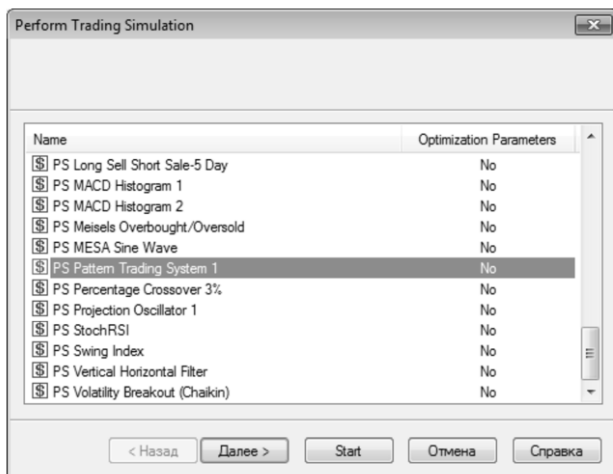 Perform Trading Simulation
Name Optimization Parameters
PS Long Sell Short Sale-5 Day No
PS MACD Histogram 1 No
PS MACD Histogram 2 No
PS Meisels Overbought/Oversold No
PS MESA Sine Wave No
PS Pattern Trading System 1 No
PS Percentage Crossover 3% No
PS Projection Oscillator 1 No
PS StochRSI No
PS Swing Index No
PS Vertical Horizontal Filter No
PS Volatility Breakout (Chaikin) No
< Назад Далее > Start Отмена Справка